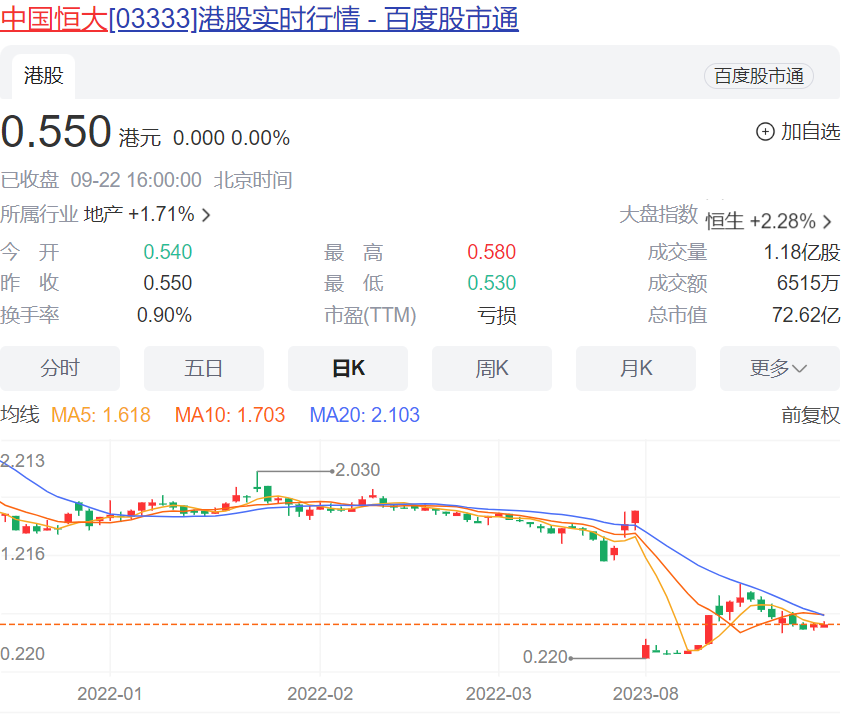 中国恒大[03333]港股实时行情 - 百度股市通
港股 百度股市通
0.550 港元 0.000 0.00% 加自选
已收盘 09-22 16:00:00 北京时间
所属行业 地产 +1.71% 大盘指数 恒生 +2.28%
今 开 0.540 最 高 0.580 成交量 1.18亿股
昨 收 0.550 最 低 0.530 成交额 6515万
换手率 0.90% 市盈(TTM) 亏损 总市值 72.62亿
分时 五日 日K 周K 月K 更多
均线 MA5: 1.618 MA10: 1.703 MA20: 2.103 前复权
2.213
2.030
1.216
0.220 0.220
2022-01 2022-02 2022-03 2023-08